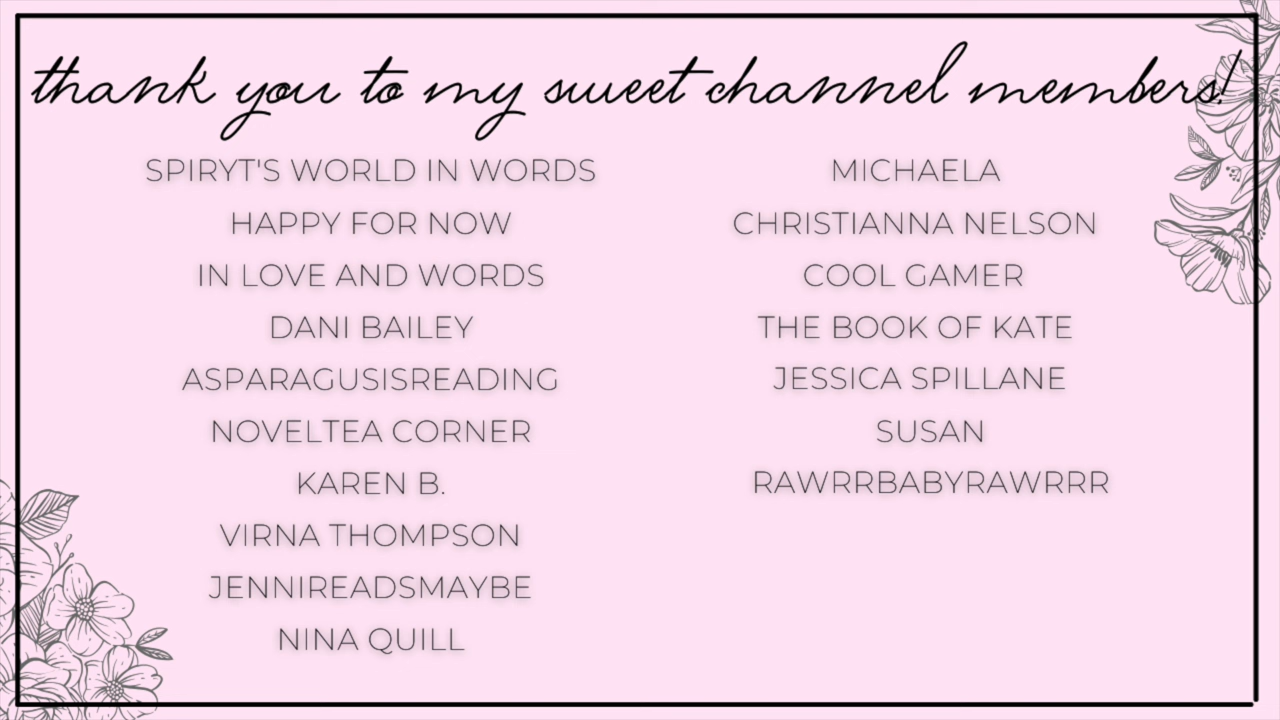 thank you to my sweet channel members!
SPIRYT'S WORLD IN WORDS
HAPPY FOR NOW
IN LOVE AND WORDS
DANI BAILEY
ASPARAGUSISREADING
NOVELTEA CORNER
KAREN B.
VIRNA THOMPSON
JENNIREADSMAYBE
NINA QUILL
MICHAELA
CHRISTIANNA NELSON
COOL GAMER
THE BOOK OF KATE
JESSICA SPILLANE
SUSAN
RAWRRBABYRAWRRR